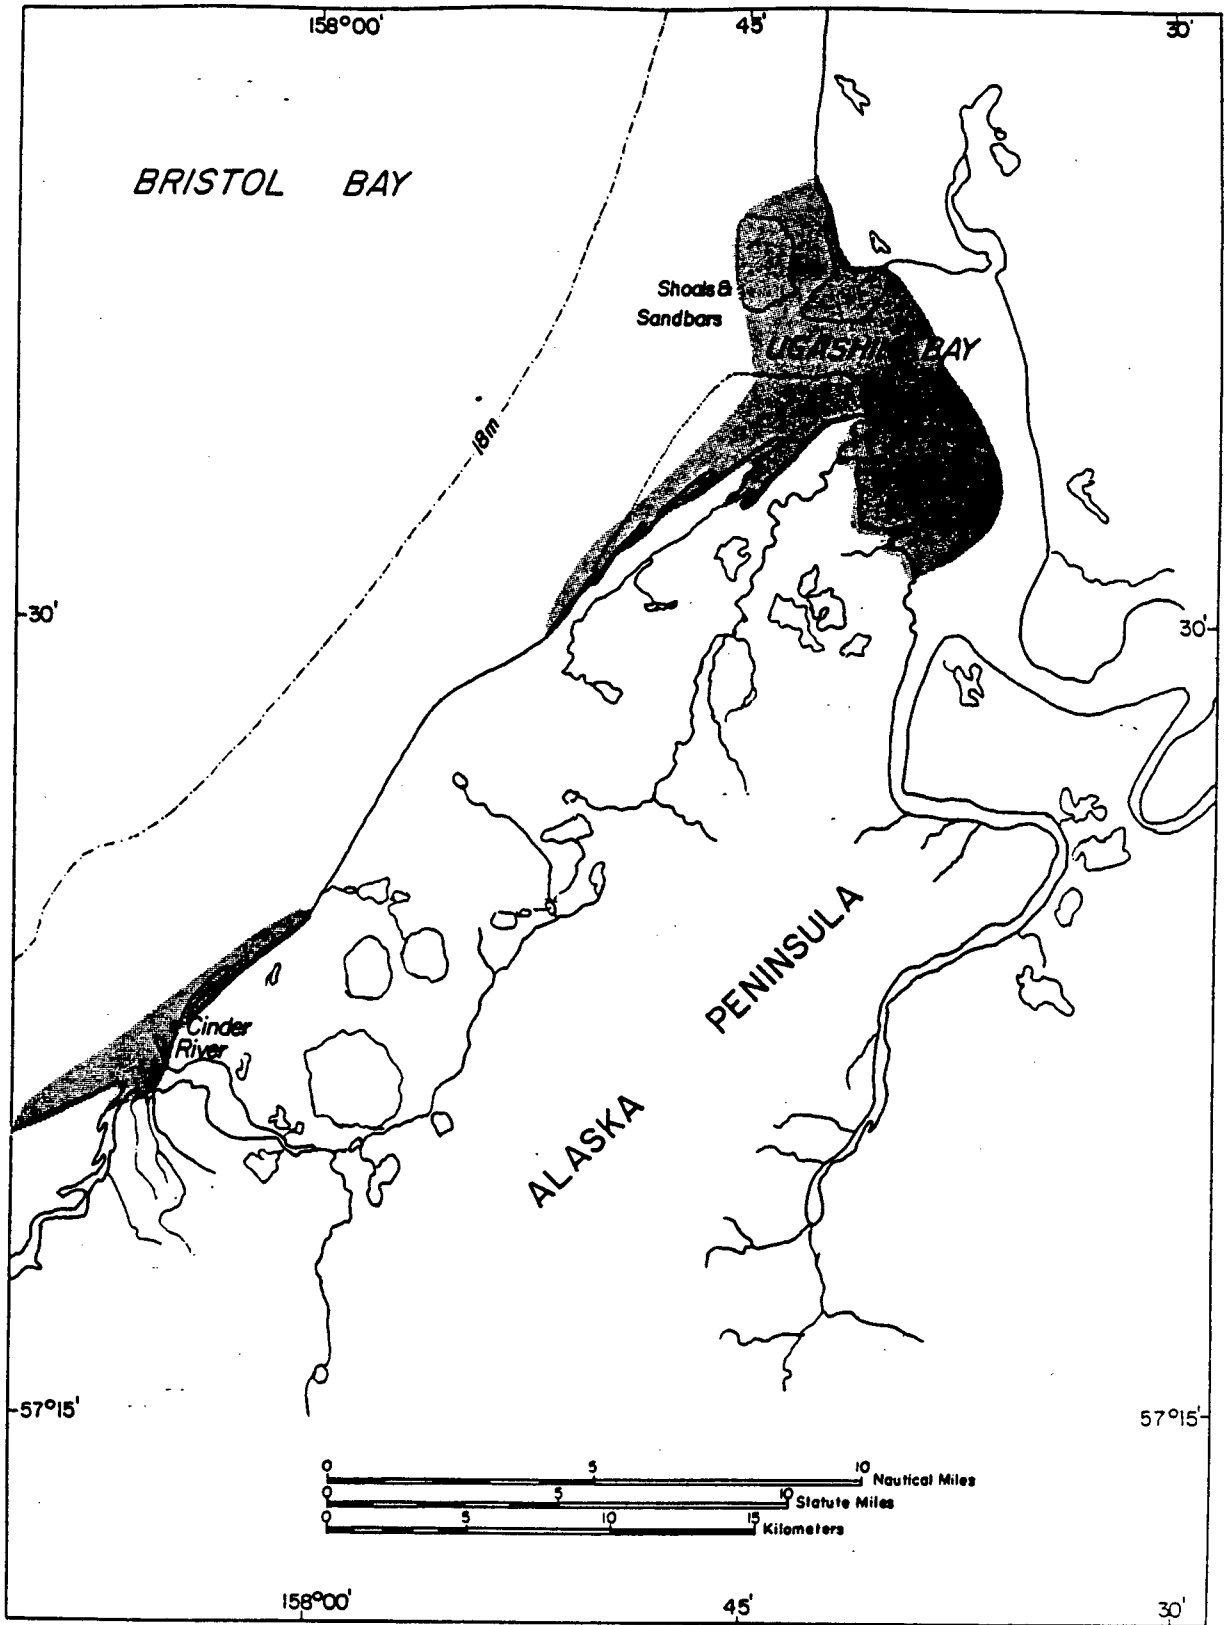 158°00' 45' 30'
BRISTOL BAY
Shoals &
Sandbars
UGASHIK BAY
18m
30' 30'
PENINSULA
Cinder
River
ALASKA
57°15' 57°15'
0 5 10 Nautical Miles
0 5 10 Statute Miles
0 5 10 15 Kilometers
158°00' 45' 30'